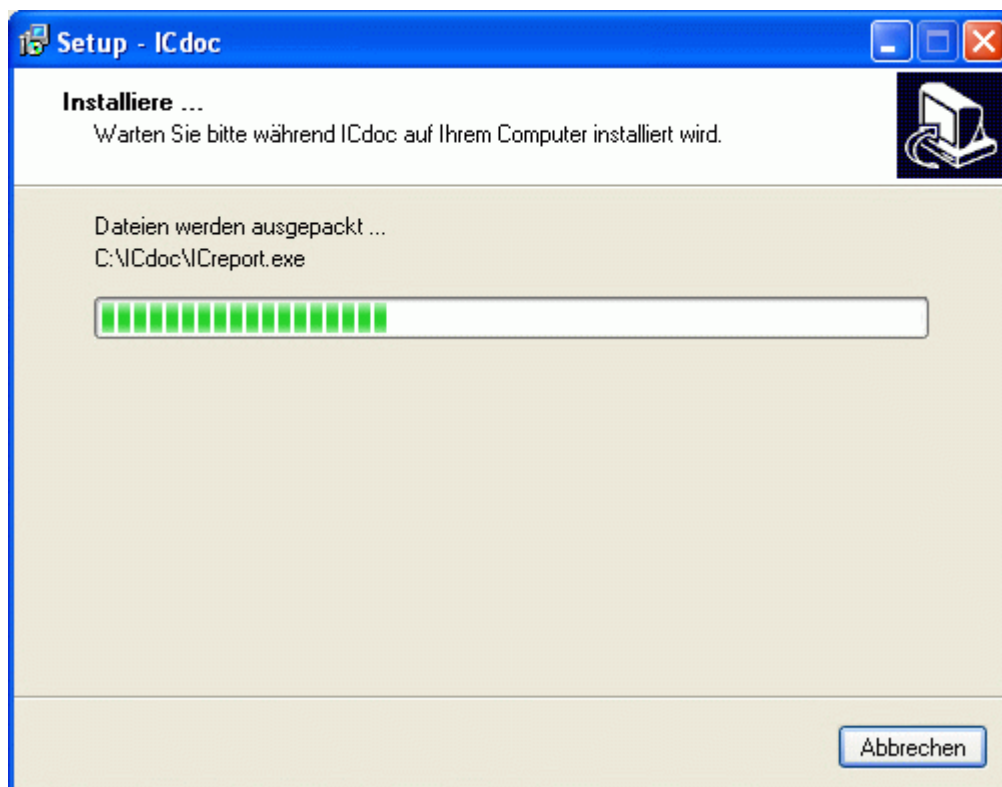 Setup - ICdoc
Installiere ...
Warten Sie bitte während ICdoc auf Ihrem Computer installiert wird.
Dateien werden ausgepackt ...
C:\ICdoc\ICreport.exe
Abbrechen